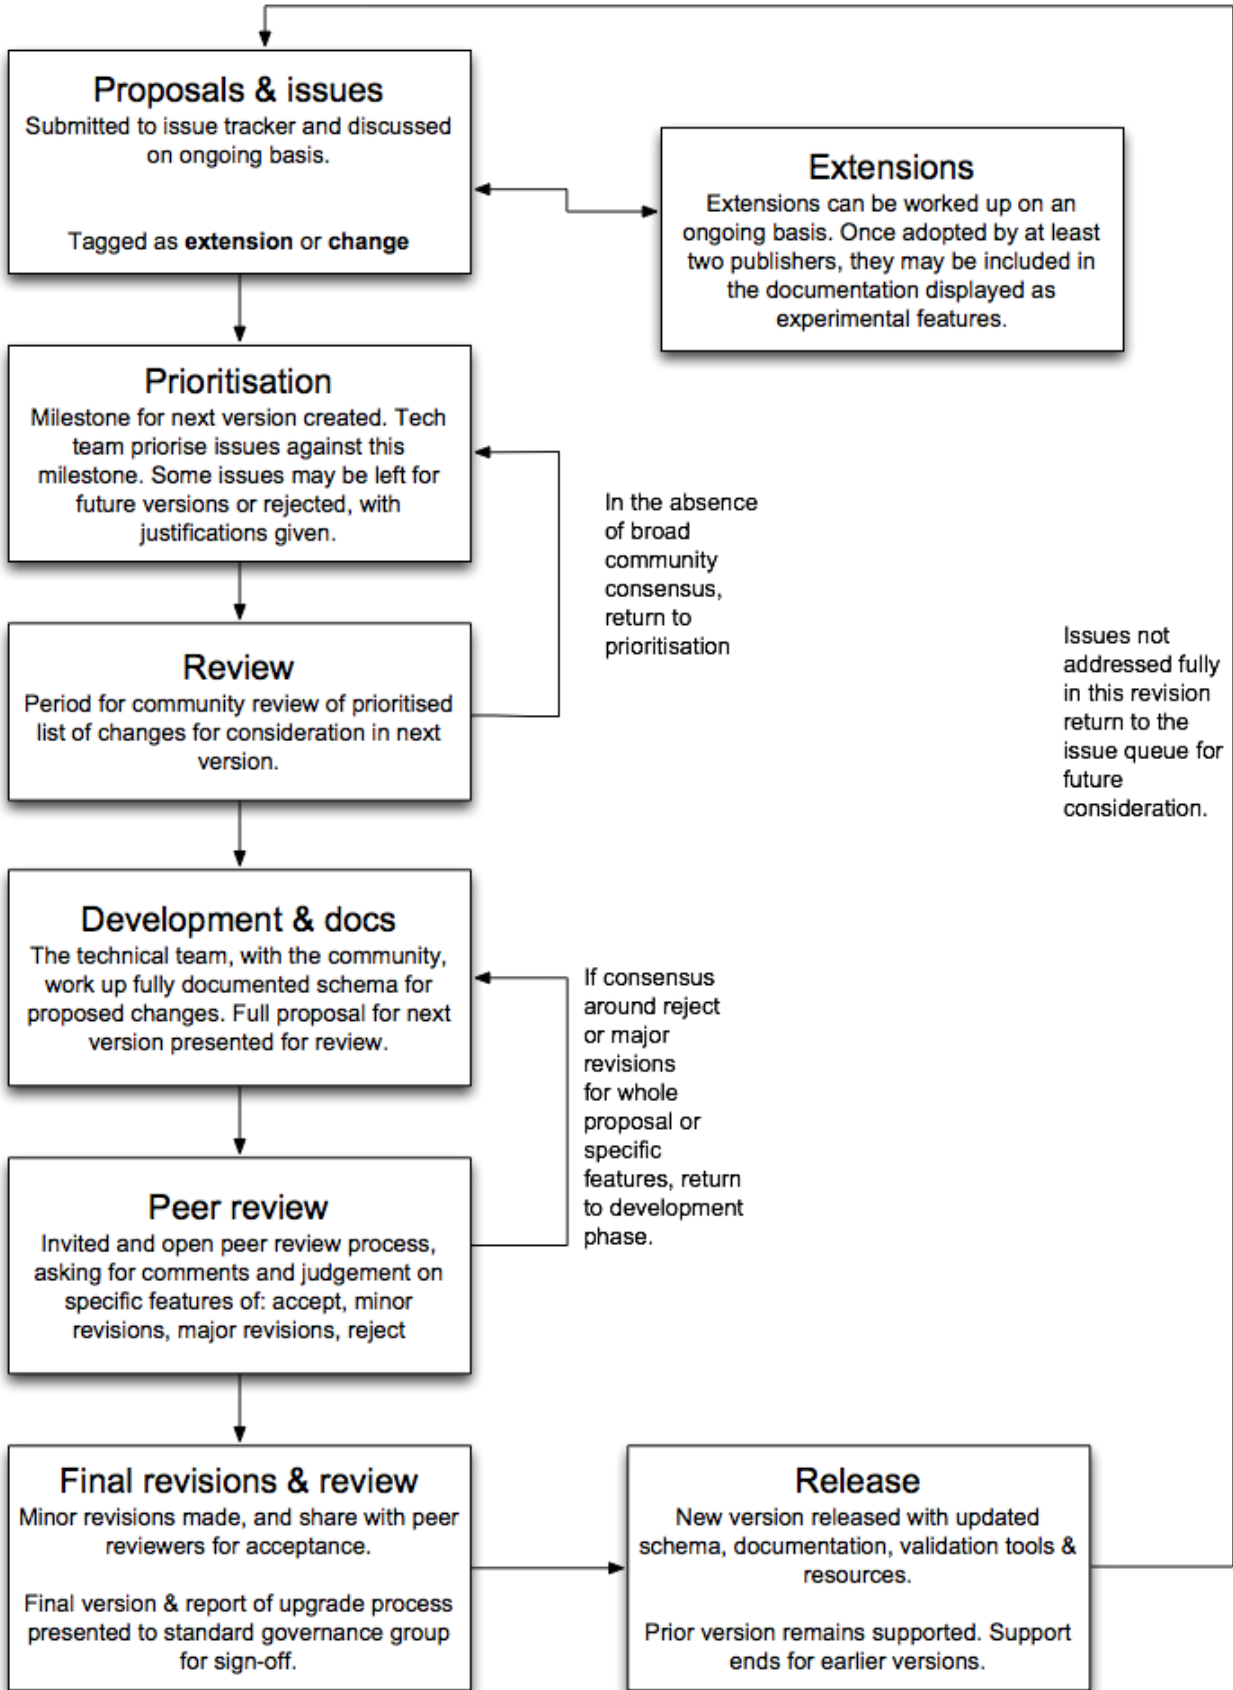 Proposals & issues
Submitted to issue tracker and discussed
on ongoing basis.
Tagged as extension or change
Extensions
Extensions can be worked up on an
ongoing basis. Once adopted by at least
two publishers, they may be included in
the documentation displayed as
experimental features.
Prioritisation
Milestone for next version created. Tech
team priorise issues against this
milestone. Some issues may be left for
future versions or rejected, with
justifications given.
In the absence
of broad
community
consensus,
return to
prioritisation
Review
Period for community review of prioritised
list of changes for consideration in next
version.
Issues not
addressed fully
in this revision
return to the
issue queue for
future
consideration.
Development & docs
The technical team, with the community,
work up fully documented schema for
proposed changes. Full proposal for next
version presented for review.
If consensus
around reject
or major
revisions
for whole
proposal or
specific
features, return
to development
phase.
Peer review
Invited and open peer review process,
asking for comments and judgement on
specific features of: accept, minor
revisions, major revisions, reject
Final revisions & review
Minor revisions made, and share with peer
reviewers for acceptance.
Final version & report of upgrade process
presented to standard governance group
for sign-off.
Release
New version released with updated
schema, documentation, validation tools &
resources.
Prior version remains supported. Support
ends for earlier versions.